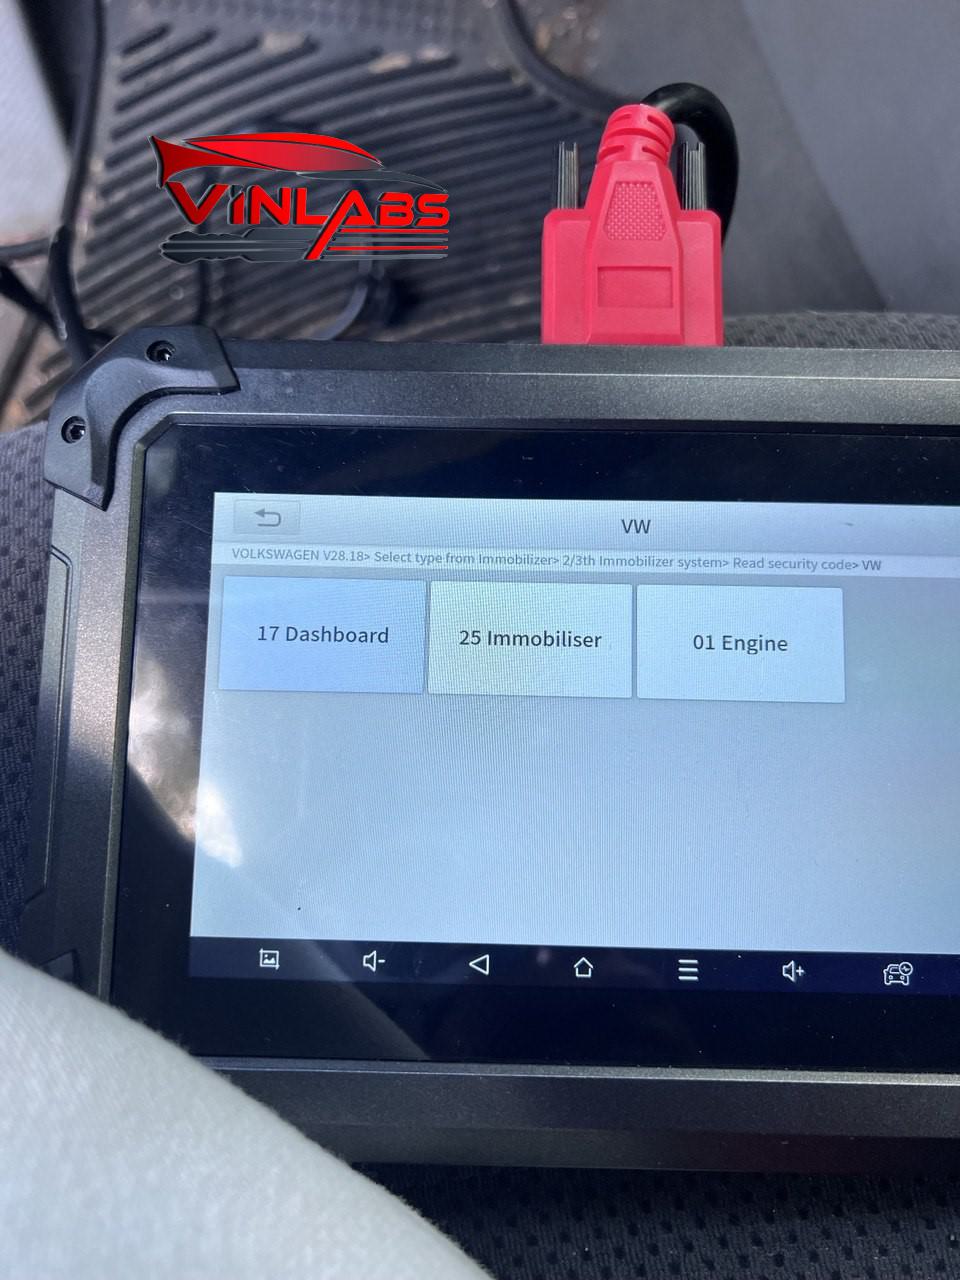 VINLABS
VW
VOLKSWAGEN V28.18> Select type from Immobilizer> 2/3th Immobilizer system> Read security code> VW
17 Dashboard
25 Immobiliser
01 Engine